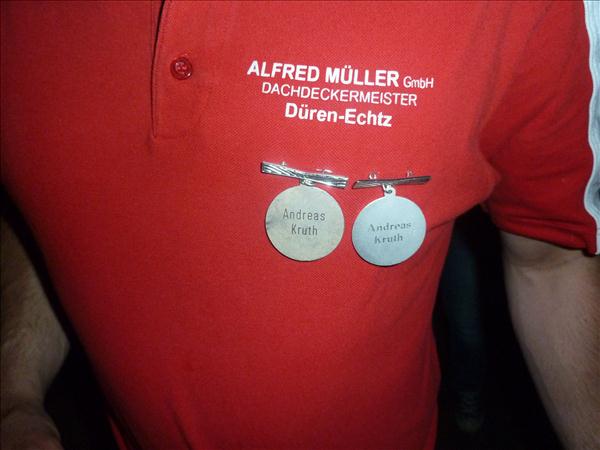 ALFRED MÜLLER GmbH
DACHDECKERMEISTER
Düren-Echtz
Andreas
Kruth
Andreas
Kruth